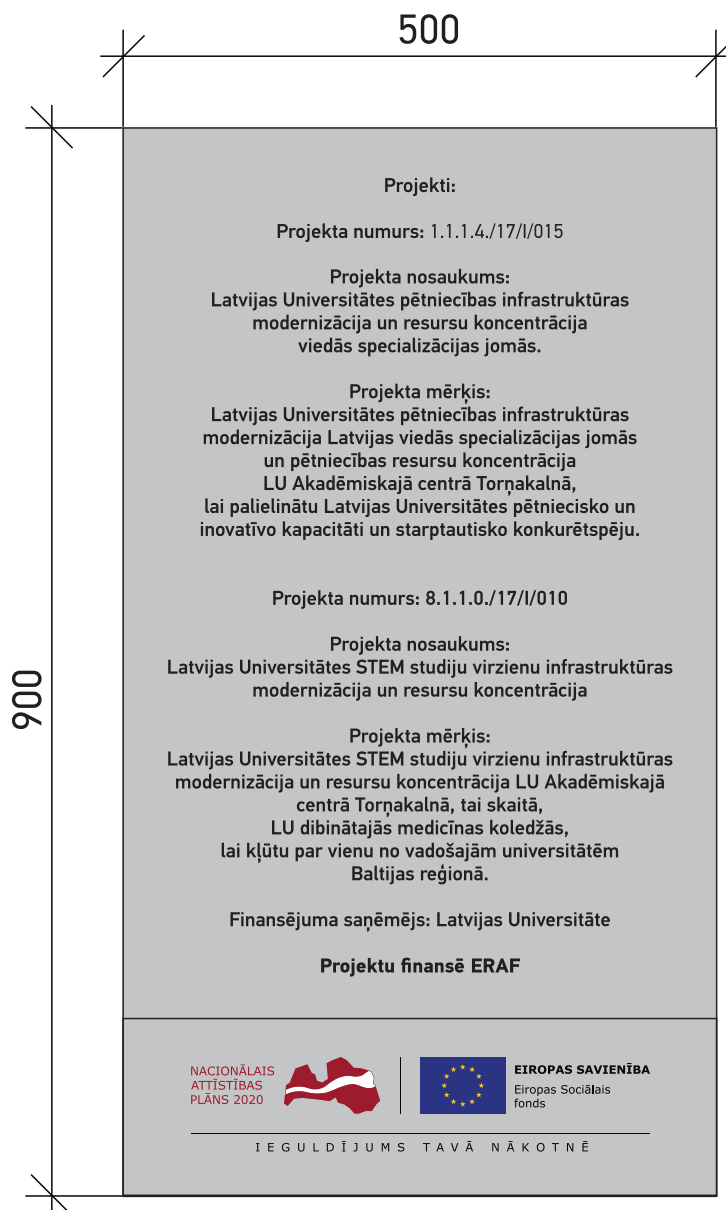 500
900
Projekti:
Projekta numurs: 1.1.1.4./17/I/015
Projekta nosaukums:
Latvijas Universitātes pētniecības infrastruktūras
modernizācija un resursu koncentrācija
viedās specializācijas jomās.
Projekta mērķis:
Latvijas Universitātes pētniecības infrastruktūras
modernizācija Latvijas viedās specializācijas jomās
un pētniecības resursu koncentrācija
LU Akadēmiskajā centrā Torņakalnā,
lai palielinātu Latvijas Universitātes pētniecisko un
inovatīvo kapacitāti un starptautisko konkurētspēju.
Projekta numurs: 8.1.1.0./17/I/010
Projekta nosaukums:
Latvijas Universitātes STEM studiju virzienu infrastruktūras
modernizācija un resursu koncentrācija
Projekta mērķis:
Latvijas Universitātes STEM studiju virzienu infrastruktūras
modernizācija un resursu koncentrācija LU Akadēmiskajā
centrā Torņakalnā, tai skaitā,
LU dibinātajās medicīnas koledžās,
lai kļūtu par vienu no vadošajām universitātēm
Baltijas reģionā.
Finansējuma saņēmējs: Latvijas Universitāte
Projektu finansē ERAF
NACIONĀLAIS
ATTĪSTĪBAS
PLĀNS 2020
EIROPAS SAVIENĪBA
Eiropas Sociālais
fonds
IEGULDĪJUMS TAVĀ NĀKOTNĒ